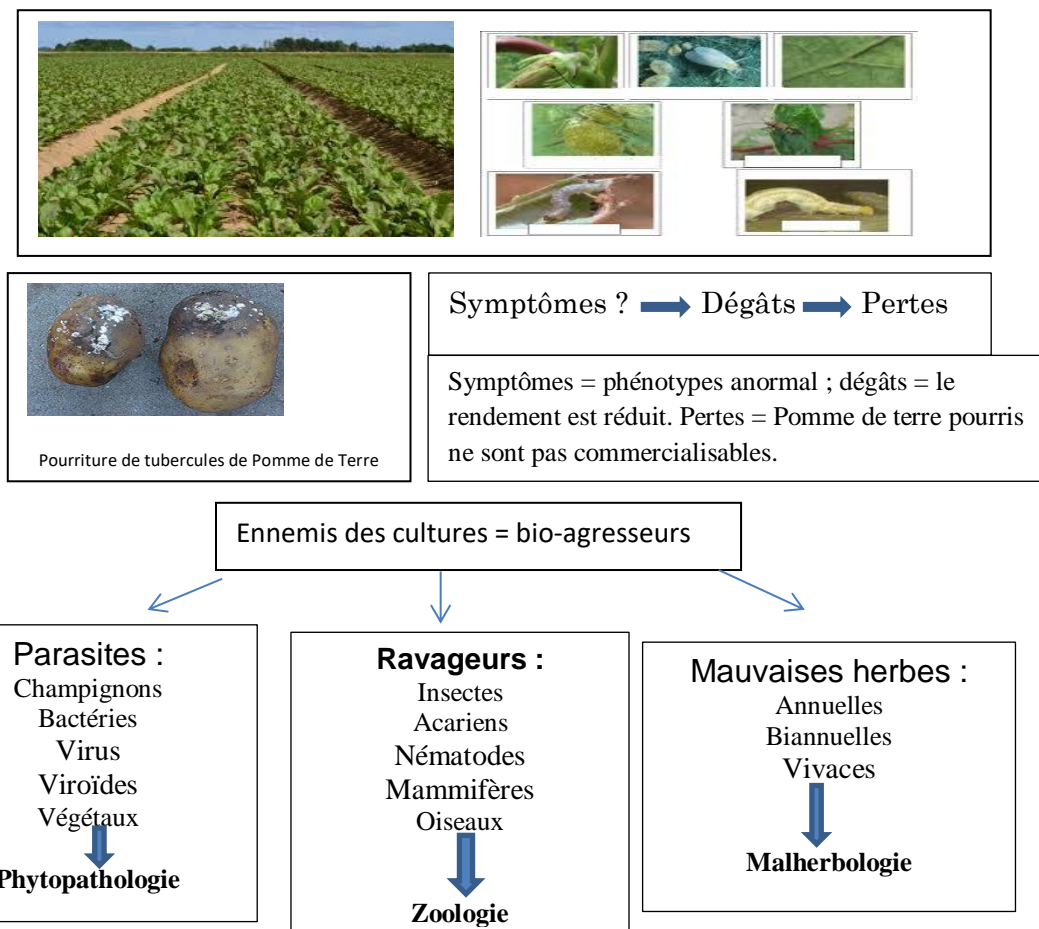 Symptômes ? Dégâts Pertes
Symptômes = phénotypes anormal ; dégâts = le
rendement est réduit. Pertes = Pomme de terre pourris
ne sont pas commercialisables.
Pourriture de tubercules de Pomme de Terre
Ennemis des cultures = bio-agresseurs
Parasites :
Champignons
Bactéries
Virus
Viroïdes
Végétaux
Phytopathologie
Ravageurs :
Insectes
Acariens
Nématodes
Mammifères
Oiseaux
Zoologie
Mauvaises herbes :
Annuelles
Biannuelles
Vivaces
Malherbologie